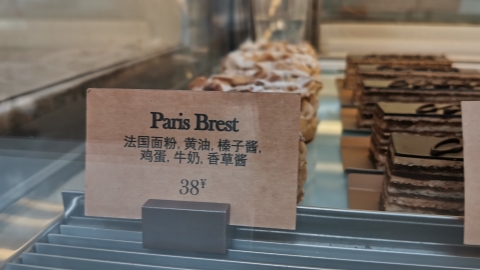 Paris Brest
法国面粉, 黄油, 榛子酱,
鸡蛋, 牛奶, 香草酱
38¥